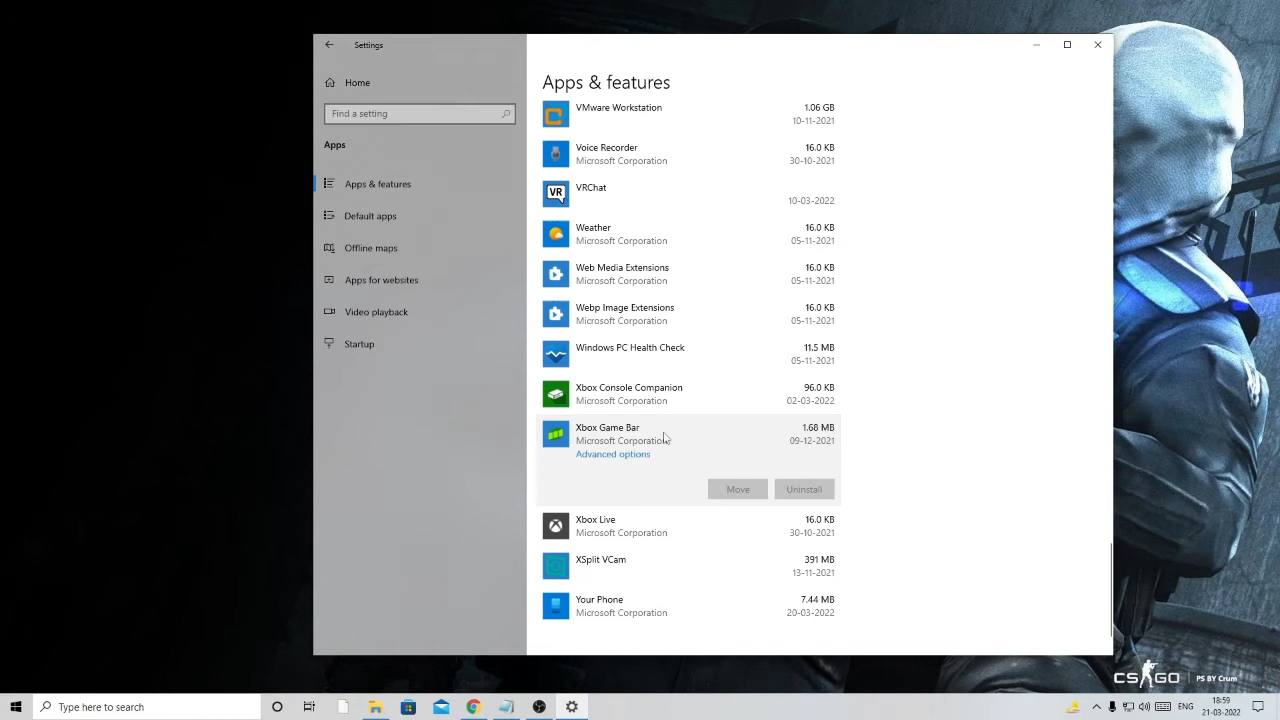 Settings
Home
Find a setting
Apps
Apps & features
Default apps
Offline maps
Apps for websites
Video playback
Startup
Apps & features
VMware Workstation 1.06 GB
10-11-2021
Voice Recorder 16.0 KB
Microsoft Corporation 30-10-2021
VR
VRChat
10-03-2022
Weather 16.0 KB
Microsoft Corporation 05-11-2021
Web Media Extensions 16.0 KB
Microsoft Corporation 05-11-2021
Webp Image Extensions 16.0 KB
Microsoft Corporation 05-11-2021
Windows PC Health Check 11.5 MB
05-11-2021
Xbox Console Companion 96.0 KB
Microsoft Corporation 02-03-2022
Xbox Game Bar 1.68 MB
Microsoft Corporation 09-12-2021
Advanced options
Move Uninstall
Xbox Live 16.0 KB
Microsoft Corporation 30-10-2021
XSplit VCam 391 MB
13-11-2021
Your Phone 7.44 MB
Microsoft Corporation 20-03-2022
CS GO PS BY Crum
Type here to search
ENG
18:59
21-03-2022